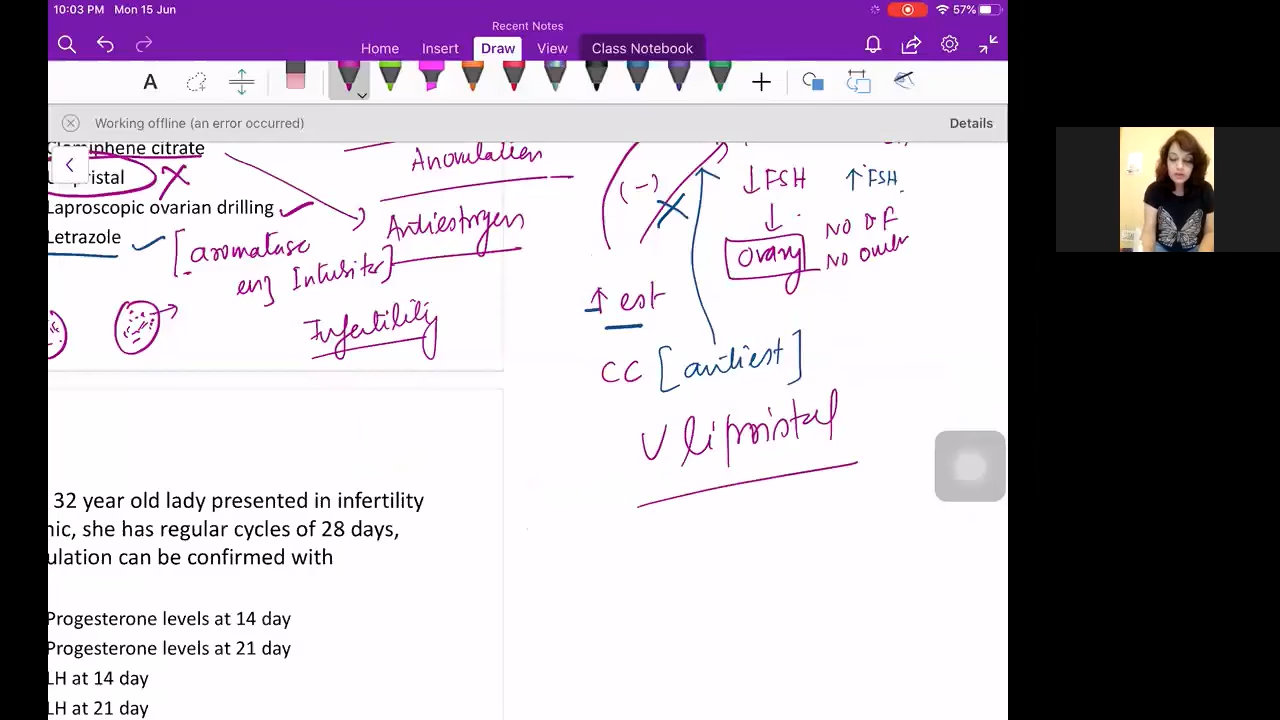 10:03 PM Mon 15 Jun
57%
Recent Notes
Home Insert Draw View Class Notebook
A
Working offline (an error occurred)
Details
Clomiphene citrate
pristal
Laproscopic ovarian drilling
Letrazole
Anovulation
Antiestrogens
[aromatase
enz Inhibitor]
Infertility
(-)
↓FSH
↑FSH
Ovary
NO DF
NO
↑ est
CC [antiest]
Ulipristal
32 year old lady presented in infertility
nic, she has regular cycles of 28 days,
ulation can be confirmed with
Progesterone levels at 14 day
Progesterone levels at 21 day
LH at 14 day
LH at 21 day